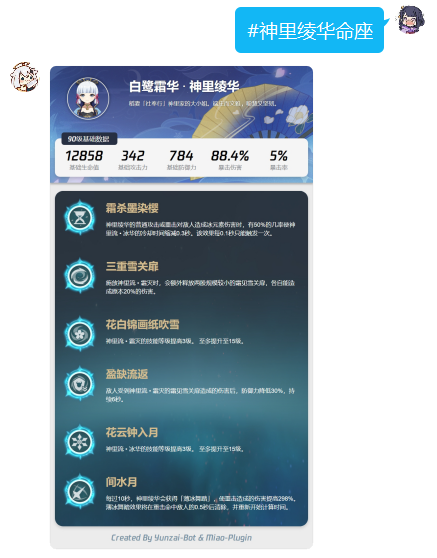 #神里绫华命座
白鹭霜华·神里绫华
稻妻「社奉行」神里家的大小姐。端庄而文雅，聪慧又坚韧。
90级基础数据
12858 342 784 88.4% 5%
基础生命值 基础攻击力 基础防御力 暴击伤害 暴击率
霜杀墨染樱
神里绫华的普通攻击或重击对敌人造成冰元素伤害时，有50%的几率使神
里流·冰华的冷却时间缩减0.3秒。该效果每0.1秒只能触发一次。
三重雪关扉
施放神里流·霜灭时，会额外释放两股规模较小的霜见雪关扉，各自能造
成原本20%的伤害。
花白锦画纸吹雪
神里流·霜灭的技能等级提高3级。 至多提升至15级。
盈缺流返
敌人受到神里流·霜灭的霜见雪关扉造成的伤害后，防御力降低30%，持
续6秒。
花云钟入月
神里流·冰华的技能等级提高3级。 至多提升至15级。
间水月
每过10秒，神里绫华会获得「薄冰舞踏」，使重击造成的伤害提高298%。
薄冰舞踏效果将在重击命中敌人的0.5秒后清除，并重新开始计算时间。
Created By Yunzai-Bot & Miao-Plugin